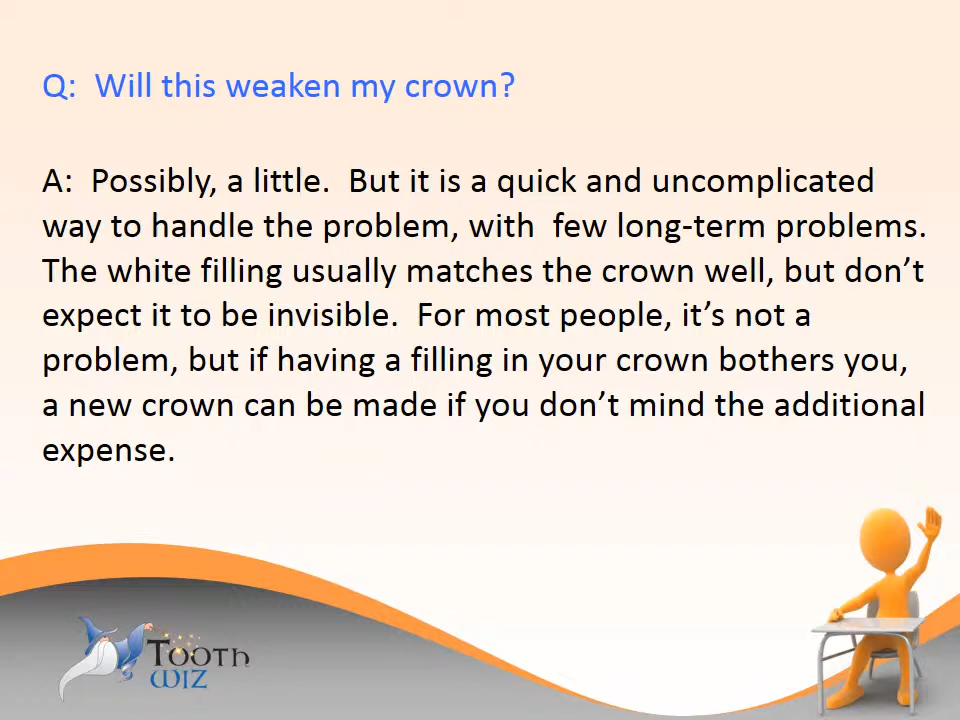 Q:  Will this weaken my crown?
A:  Possibly, a little.  But it is a quick and uncomplicated
way to handle the problem, with  few long-term problems.
The white filling usually matches the crown well, but don’t
expect it to be invisible.  For most people, it’s not a
problem, but if having a filling in your crown bothers you,
a new crown can be made if you don’t mind the additional
expense.
Tooth
Wiz